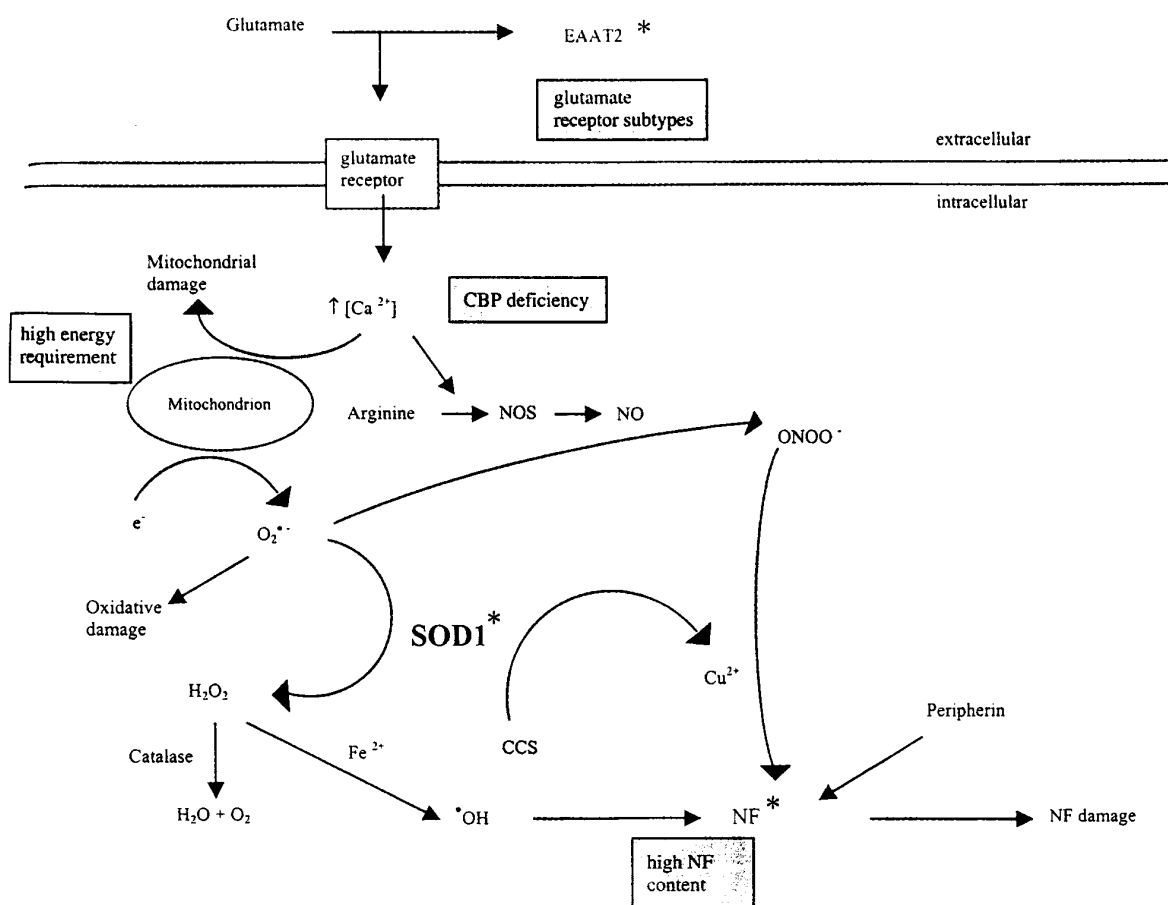 Glutamate
EAAT2 *
glutamate
receptor subtypes
extracellular
glutamate
receptor
intracellular
Mitochondrial
damage
↑ [Ca 2+]
CBP deficiency
high energy
requirement
Mitochondrion
Arginine
NOS
NO
ONOO -
e-
O2• -
Oxidative
damage
SOD1*
H2O2
Cu2+
Peripherin
Catalase
Fe 2+
CCS
H2O + O2
•OH
NF *
NF damage
high NF
content